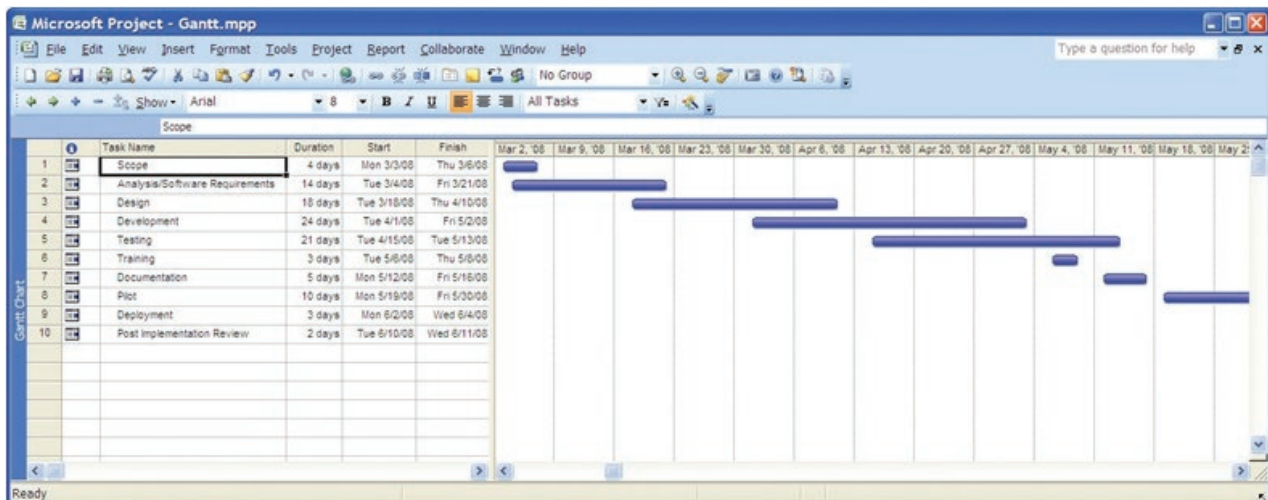 Microsoft Project - Gantt.mpp
File Edit View Insert Format Tools Project Report Collaborate Window Help Type a question for help
No Group
Show Arial 8 B I U All Tasks
Scope
Task Name Duration Start Finish Mar 2, '08 Mar 9, '08 Mar 16, '08 Mar 23, '08 Mar 30, '08 Apr 6, '08 Apr 13, '08 Apr 20, '08 Apr 27, '08 May 4, '08 May 11, '08 May 18, '08 May 2
1 Scope 4 days Mon 3/3/08 Thu 3/6/08
2 Analysis/Software Requirements 14 days Tue 3/4/08 Fri 3/21/08
3 Design 18 days Tue 3/18/08 Thu 4/10/08
4 Development 24 days Tue 4/1/08 Fri 5/2/08
5 Testing 21 days Tue 4/15/08 Tue 5/13/08
6 Training 3 days Tue 5/6/08 Thu 5/8/08
7 Documentation 5 days Mon 5/12/08 Fri 5/16/08
8 Pilot 10 days Mon 5/19/08 Fri 5/30/08
9 Deployment 3 days Mon 6/2/08 Wed 6/4/08
10 Post Implementation Review 2 days Tue 6/10/08 Wed 6/11/08
Gantt Chart
Ready